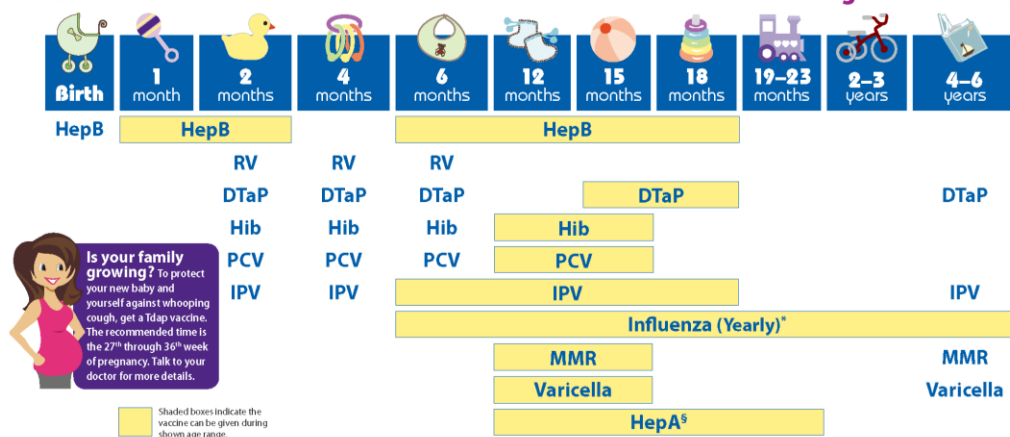 Birth
1
month
2
months
4
months
6
months
12
months
15
months
18
months
19–23
months
2–3
years
4–6
years
HepB HepB HepB
RV RV RV
DTaP DTaP DTaP DTaP DTaP
Hib Hib Hib Hib
PCV PCV PCV PCV
IPV IPV IPV IPV
Influenza (Yearly)*
MMR MMR
Varicella Varicella
HepA§
Is your family
growing? To protect
your new baby and
yourself against whooping
cough, get a Tdap vaccine.
The recommended time is
the 27th through 36th week
of pregnancy. Talk to your
doctor for more details.
Shaded boxes indicate the
vaccine can be given during
shown age range.